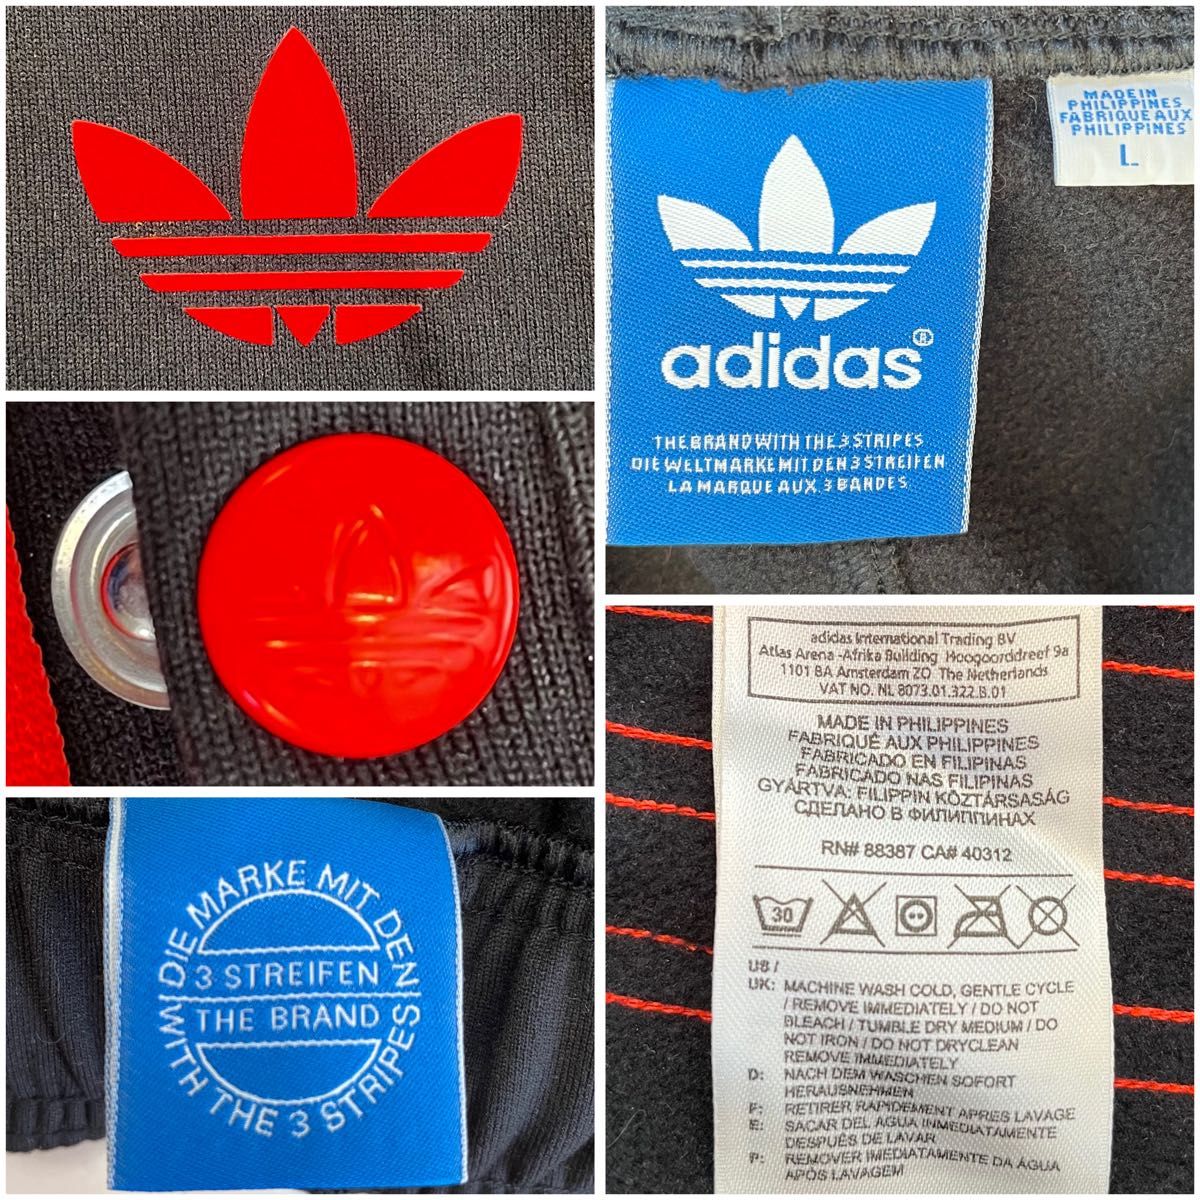 adidas®
THE BRAND WITH THE 3 STRIPES
DIE WELTMARKE MIT DEN 3 STREIFEN
LA MARQUE AUX 3 BANDES
MADE IN
PHILIPPINES
FABRIQUE AUX
PHILIPPINES
L
DIE MARKE MIT DEN
3 STREIFEN
THE BRAND
WITH THE 3 STRIPES
adidas International Trading BV
Atlas Arena -Afrika Building Hoogoorddreef 9a
1101 BA Amsterdam ZO The Netherlands
VAT NO. NL 8073.01.322.B.01
MADE IN PHILIPPINES
FABRIQUÉ AUX PHILIPPINES
FABRICADO EN FILIPINAS
FABRICADO NAS FILIPINAS
GYÁRTVA: FILIPPIN KÖZTÁRSASÁG
СДЕЛАНО В ФИЛИППИНАХ
RN# 88387 CA# 40312
30
US /
UK: MACHINE WASH COLD, GENTLE CYCLE
/ REMOVE IMMEDIATELY / DO NOT
BLEACH / TUMBLE DRY MEDIUM / DO
NOT IRON / DO NOT DRYCLEAN
REMOVE IMMEDIATELY
D: NACH DEM WASCHEN SOFORT
HERAUSNEHMEN
F: RETIRER RAPIDEMENT APRES LAVAGE
E: SACAR DEL AGUA INMEDIATAMENTE
DESPUÉS DE LAVAR
P: REMOVER IMEDIATAMENTE DA ÁGUA
APÓS LAVAGEM